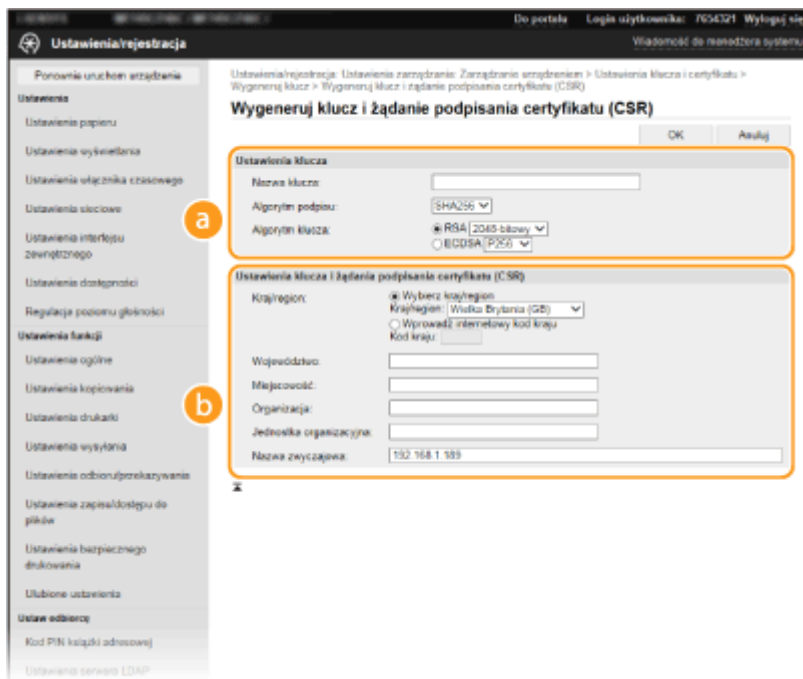 Do portalu Login użytkownika: 7654321 Wyloguj się
Ustawienia/rejestracja Wiadomość do menedżera systemu
Ponownie uruchom urządzenie
Ustawienia
Ustawienia papieru
Ustawienia wyświetlania
Ustawienia włącznika czasowego
Ustawienia sieciowe
Ustawienia interfejsu
zewnętrznego
Ustawienia dostępności
Regulacja poziomu głośności
Ustawienia funkcji
Ustawienia ogólne
Ustawienia kopiowania
Ustawienia drukarki
Ustawienia wysyłania
Ustawienia odbioru/przekazywania
Ustawienia zapisu/dostępu do
plików
Ustawienia bezpiecznego
drukowania
Ulubione ustawienia
Ustaw odbiorcę
Kod PIN książki adresowej
Ustawienia serwera LDAP
Ustawienia/rejestracja: Ustawienia zarządzania: Zarządzanie urządzeniem > Ustawienia klucza i certyfikatu >
Wygeneruj klucz > Wygeneruj klucz i żądanie podpisania certyfikatu (CSR)
Wygeneruj klucz i żądanie podpisania certyfikatu (CSR)
OK Anuluj
a
Ustawienia klucza
Nazwa klucza:
Algorytm podpisu: SHA256
Algorytm klucza: RSA 2048-bitowy
ECDSA P256
b
Ustawienia klucza i żądania podpisania certyfikatu (CSR)
Kraj/region: Wybierz kraj/region
Kraj/region: Wielka Brytania (GB)
Wprowadź internetowy kod kraju
Kod kraju:
Województwo:
Miejscowość:
Organizacja:
Jednostka organizacyjna:
Nazwa zwyczajowa: 192.168.1.189